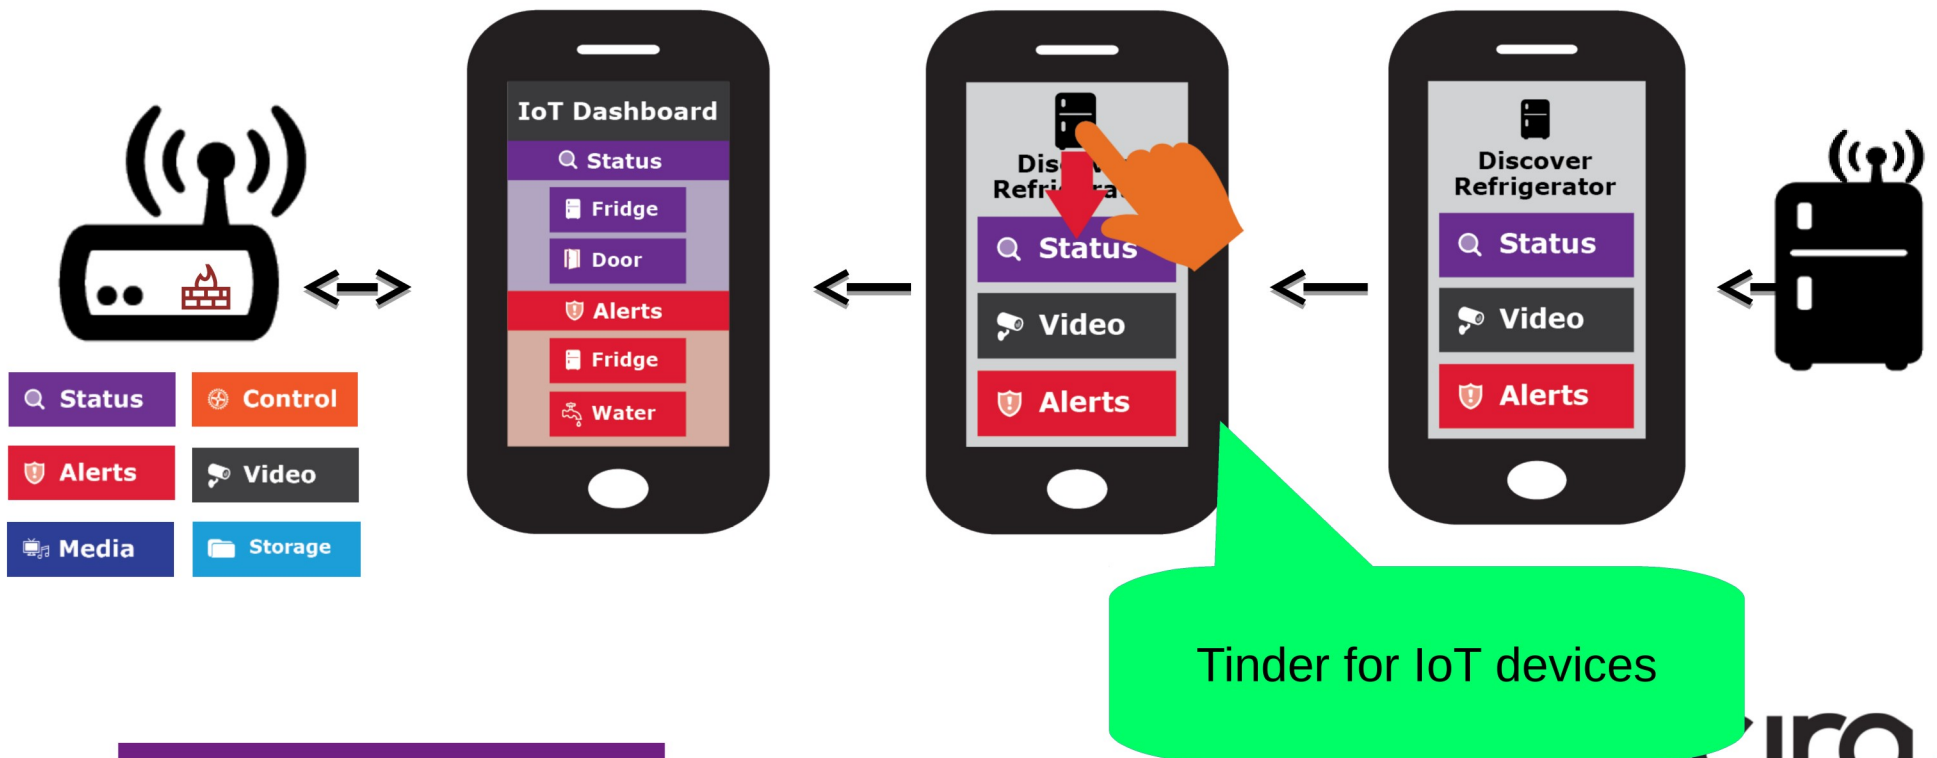 IoT Dashboard
Status
Fridge
Door
Alerts
Fridge
Water
Status
Video
Alerts
Discover
Refrigerator
Status
Video
Alerts
Status
Control
Alerts
Video
Media
Storage
Tinder for IoT devices